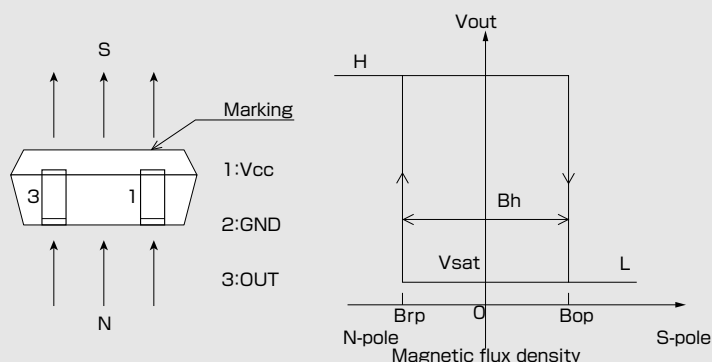 S
Marking
3
1
1:Vcc
2:GND
3:OUT
N
Vout
H
Bh
Vsat
L
Brp
O
Bop
N-pole
S-pole
Magnetic flux density